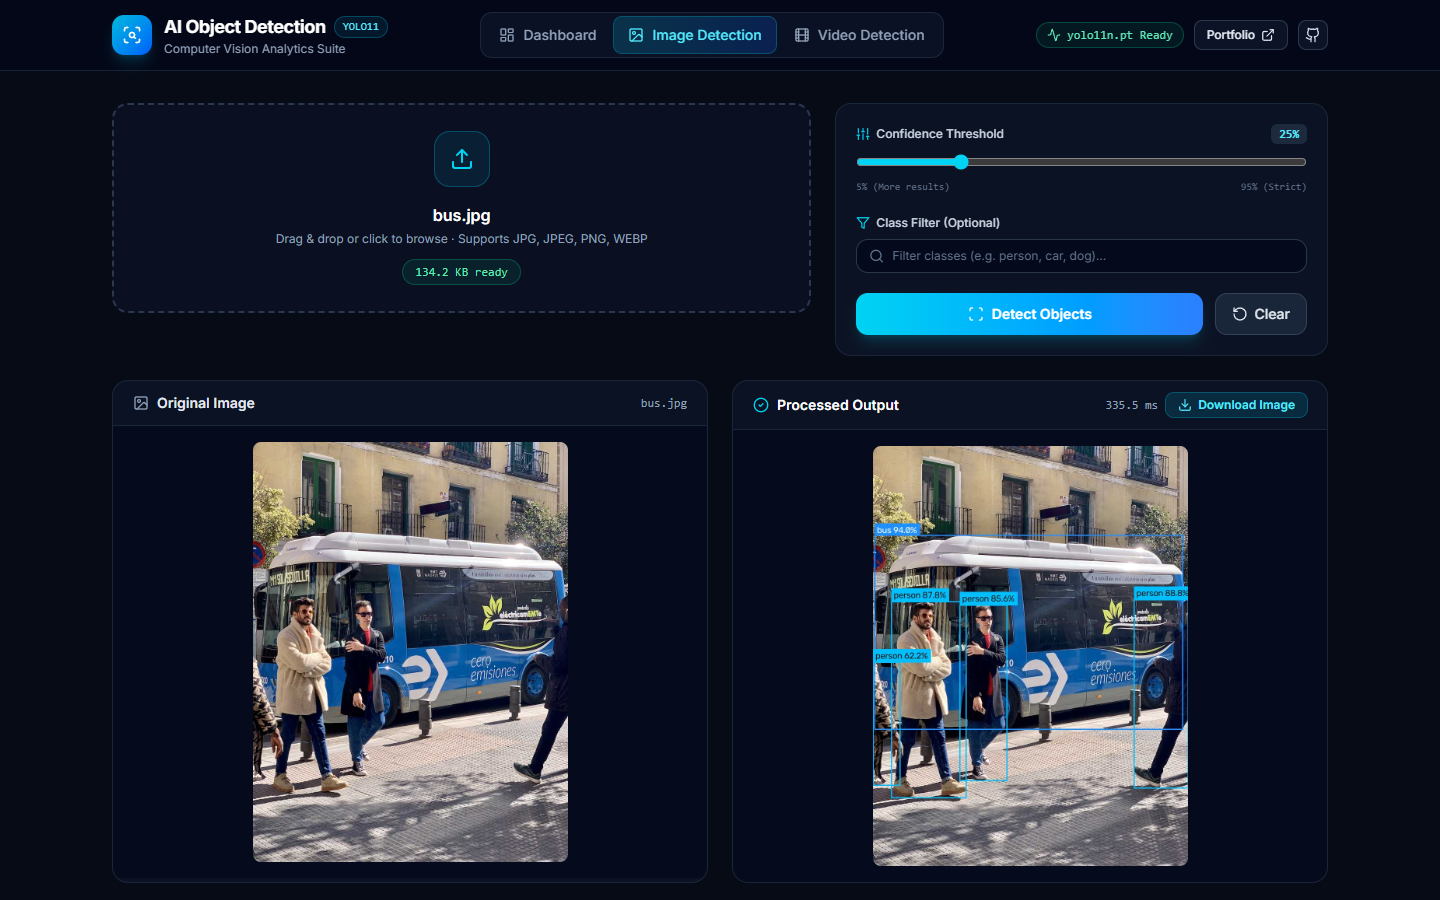 AI Object Detection YOLO11
Computer Vision Analytics Suite
Dashboard
Image Detection
Video Detection
yolo11n.pt Ready
Portfolio
bus.jpg
Drag & drop or click to browse · Supports JPG, JPEG, PNG, WEBP
134.2 KB ready
Confidence Threshold
25%
5% (More results)
95% (Strict)
Class Filter (Optional)
Filter classes (e.g. person, car, dog)...
Detect Objects
Clear
Original Image
bus.jpg
cero
emisiones
Processed Output
335.5 ms
Download Image
bus 94.0%
person 87.8%
person 85.6%
person 88.8%
person 62.2%
cero
emisiones